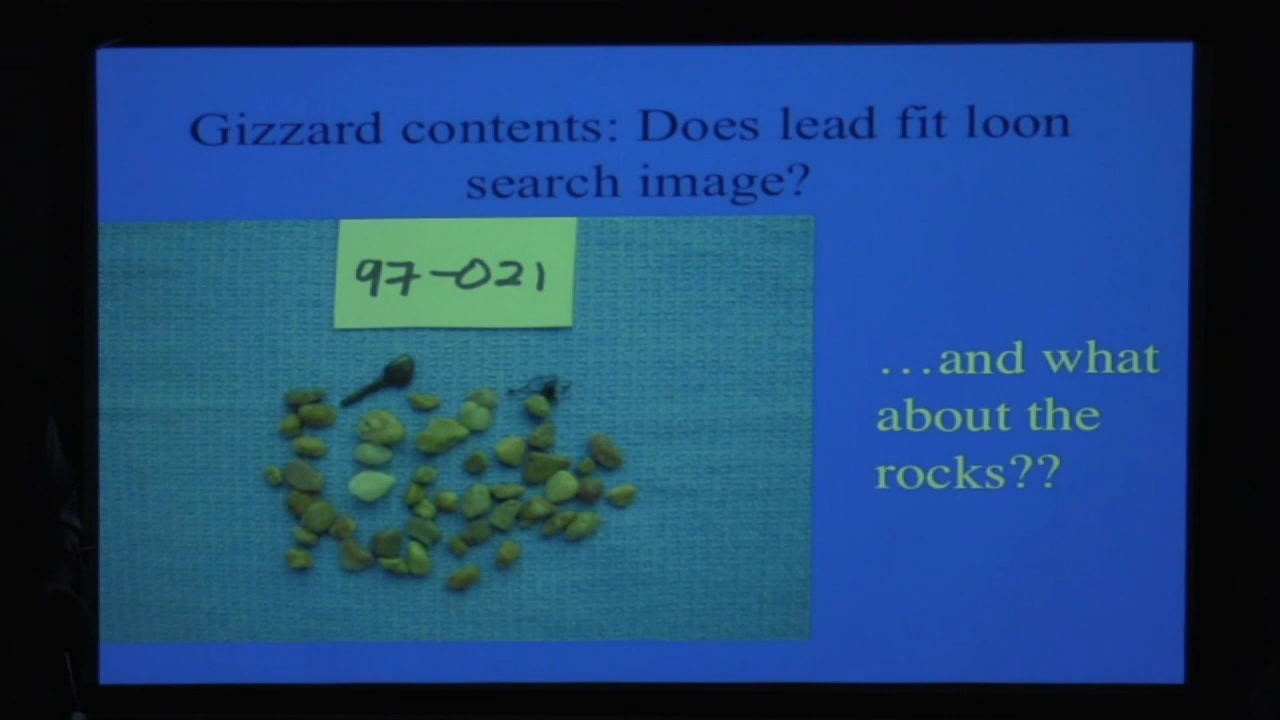 Gizzard contents: Does lead fit loon
search image?
97-021
...and what
about the
rocks??